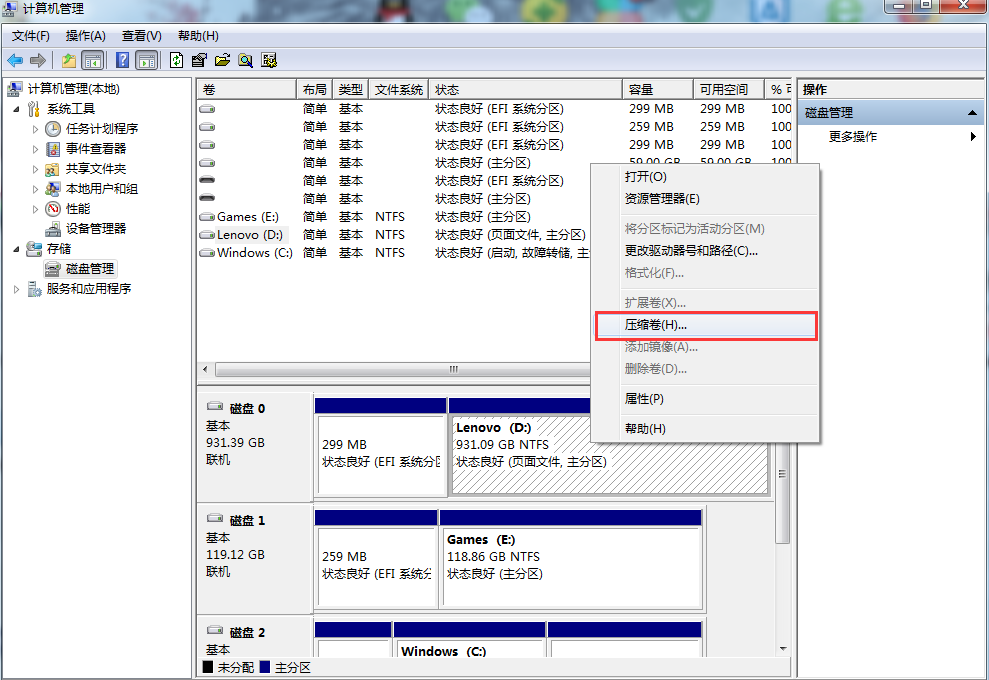 计算机管理
文件(F) 操作(A) 查看(V) 帮助(H)
计算机管理(本地)
系统工具
任务计划程序
事件查看器
共享文件夹
本地用户和组
性能
设备管理器
存储
磁盘管理
服务和应用程序
卷 布局 类型 文件系统 状态 容量 可用空间 % 可
简单 基本 状态良好 (EFI 系统分区) 299 MB 299 MB 100
简单 基本 状态良好 (EFI 系统分区) 259 MB 259 MB 100
简单 基本 状态良好 (EFI 系统分区) 299 MB 299 MB 100
简单 基本 状态良好 (主分区) 59.00 GB 59.00 GB 100
简单 基本 状态良好 (EFI 系统分区)
简单 基本 状态良好 (主分区)
Games (E:) 简单 基本 NTFS 状态良好 (主分区)
Lenovo (D:) 简单 基本 NTFS 状态良好 (页面文件, 主分区)
Windows (C:) 简单 基本 NTFS 状态良好 (启动, 故障转储, 主
打开(O)
资源管理器(E)
将分区标记为活动分区(M)
更改驱动器号和路径(C)...
格式化(F)...
扩展卷(X)...
压缩卷(H)...
添加镜像(A)...
删除卷(D)...
属性(P)
帮助(H)
磁盘 0
基本
931.39 GB
联机
299 MB
状态良好 (EFI 系统分区
Lenovo (D:)
931.09 GB NTFS
状态良好 (页面文件, 主分区)
磁盘 1
基本
119.12 GB
联机
259 MB
状态良好 (EFI 系统分
Games (E:)
118.86 GB NTFS
状态良好 (主分区)
磁盘 2
基本
Windows (C:)
未分配 主分区
操作
磁盘管理
更多操作